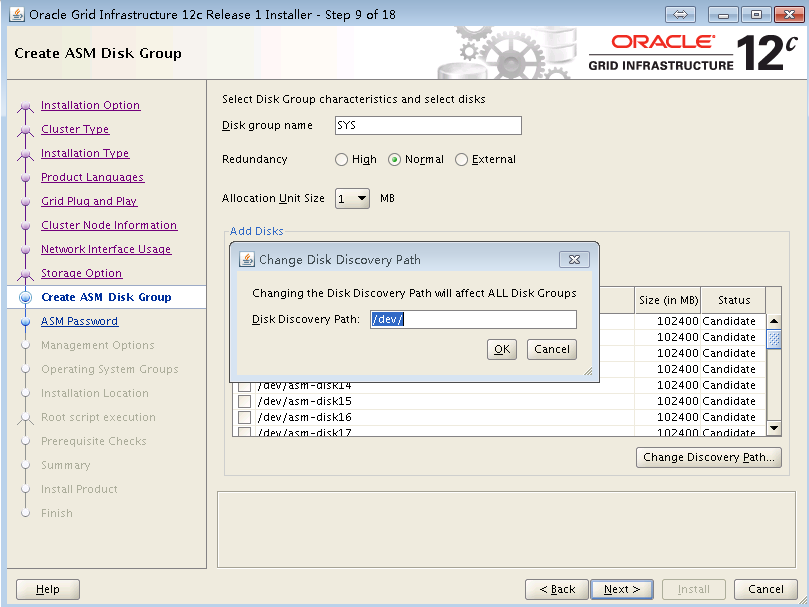 Oracle Grid Infrastructure 12c Release 1 Installer - Step 9 of 18
Create ASM Disk Group
ORACLE
GRID INFRASTRUCTURE 12c
Installation Option
Cluster Type
Installation Type
Product Languages
Grid Plug and Play
Cluster Node Information
Network Interface Usage
Storage Option
Create ASM Disk Group
ASM Password
Management Options
Operating System Groups
Installation Location
Root script execution
Prerequisite Checks
Summary
Install Product
Finish
Select Disk Group characteristics and select disks
Disk group name SYS
Redundancy High Normal External
Allocation Unit Size 1 MB
Add Disks
Change Disk Discovery Path
Changing the Disk Discovery Path will affect ALL Disk Groups
Disk Discovery Path: /dev/
OK Cancel
Size (in MB) Status
102400 Candidate
102400 Candidate
102400 Candidate
102400 Candidate
/dev/asm-disk14 102400 Candidate
/dev/asm-disk15 102400 Candidate
/dev/asm-disk16 102400 Candidate
/dev/asm-disk17 102400 Candidate
Change Discovery Path...
Help < Back Next > Install Cancel